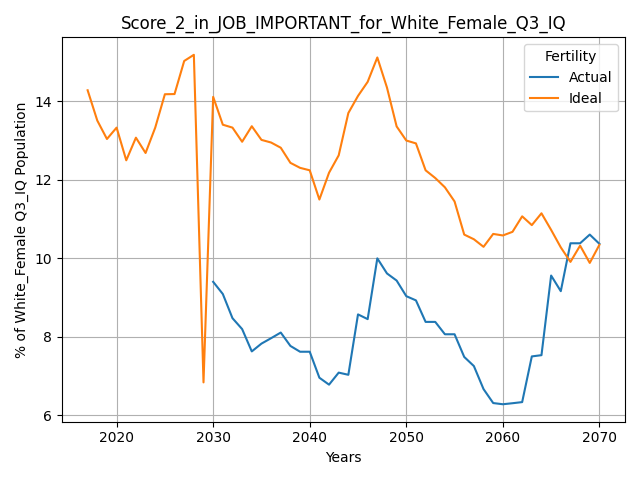 Score_2_in_JOB_IMPORTANT_for_White_Female_Q3_IQ
Fertility
Actual
Ideal
% of White_Female Q3_IQ Population
14
12
10
8
6
2020 2030 2040 2050 2060 2070
Years